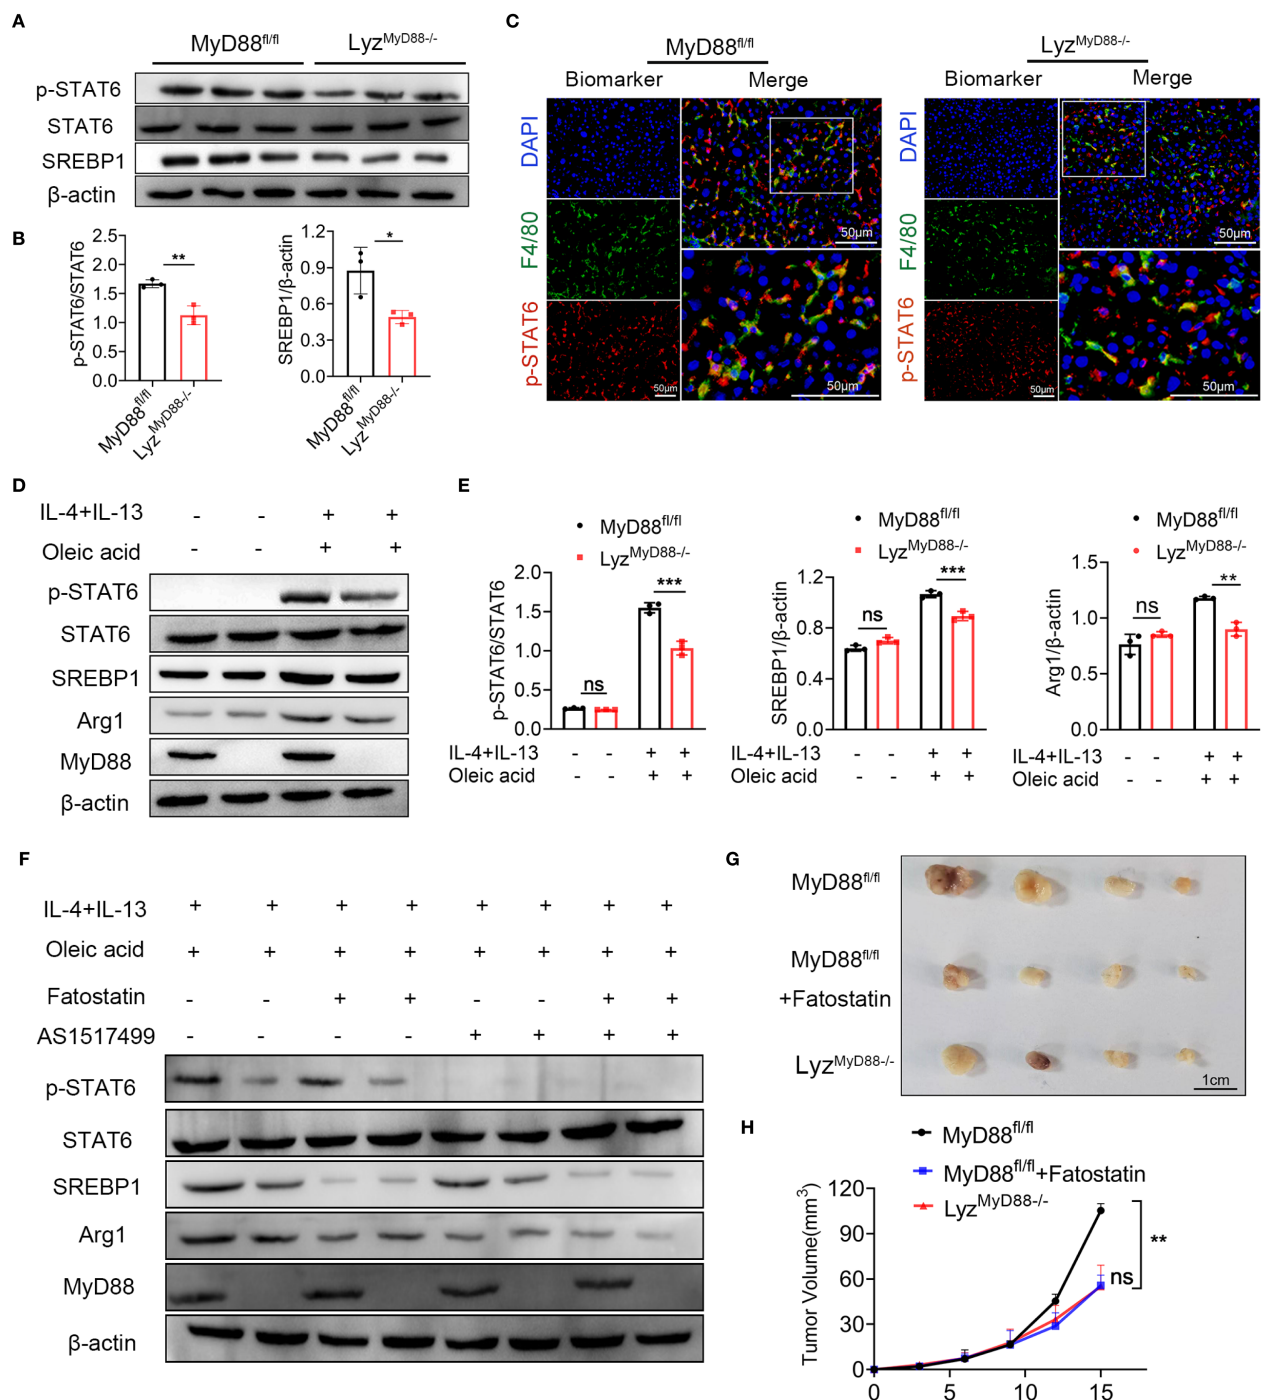 A
MyD88fl/fl LyzMyD88-/-
p-STAT6
STAT6
SREBP1
β-actin
B
p-STAT6/STAT6
2.5
2.0
1.5
1.0
0.5
0.0
**
MyD88fl/fl
LyzMyD88-/-
SREBP1/β-actin
1.2
0.9
0.6
0.3
0.0
*
MyD88fl/fl
LyzMyD88-/-
C
MyD88fl/fl
Biomarker Merge
DAPI
F4/80
p-STAT6
50μm
50μm
50μm
LyzMyD88-/-
Biomarker Merge
DAPI
F4/80
p-STAT6
50μm
50μm
50μm
D
IL-4+IL-13 - - + +
Oleic acid - - + +
p-STAT6
STAT6
SREBP1
Arg1
MyD88
β-actin
E
MyD88fl/fl
LyzMyD88-/-
p-STAT6/STAT6
2.0
1.5
1.0
0.5
0.0
ns
***
IL-4+IL-13 - - + +
Oleic acid - - + +
MyD88fl/fl
LyzMyD88-/-
SREBP1/β-actin
1.2
0.8
0.4
0.0
ns
***
IL-4+IL-13 - - + +
Oleic acid - - + +
MyD88fl/fl
LyzMyD88-/-
Arg1/β-actin
1.5
1.0
0.5
0.0
ns
**
IL-4+IL-13 - - + +
Oleic acid - - + +
F
IL-4+IL-13 + + + + + + + +
Oleic acid + + + + + + + +
Fatostatin - - + + - - + +
AS1517499 - - - - + + + +
p-STAT6
STAT6
SREBP1
Arg1
MyD88
β-actin
G
MyD88fl/fl
MyD88fl/fl
+Fatostatin
LyzMyD88-/-
1cm
H
MyD88fl/fl
MyD88fl/fl+Fatostatin
LyzMyD88-/-
Tumor Volume(mm3)
120
90
60
30
0
ns
**
0 5 10 15